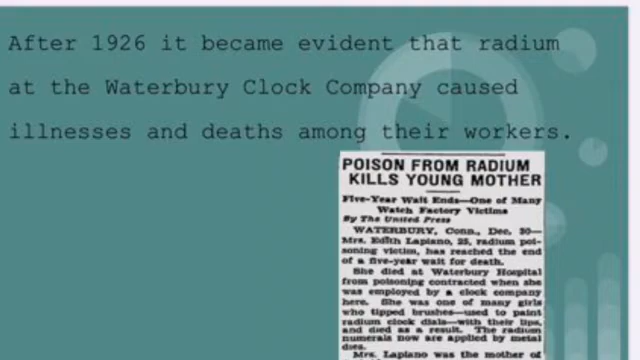 After 1926 it became evident that radium
at the Waterbury Clock Company caused
illnesses and deaths among their workers.
POISON FROM RADIUM
KILLS YOUNG MOTHER
Five-Year Wait Ends—One of Many
Watch Factory Victims
By The United Press
WATERBURY, Conn., Dec. 30—
Mrs. Edith Lapiano, 25, radium poi-
soning victim, has reached the end
of a five-year wait for death.
She died at Waterbury Hospital
from poisoning contracted when she
was employed by a clock company
here. She was one of many girls
who tipped brushes—used to paint
radium clock dials—with their lips,
and died as a result. The radium
numerals now are applied by metal
dies.
Mrs. Lapiano was the mother of